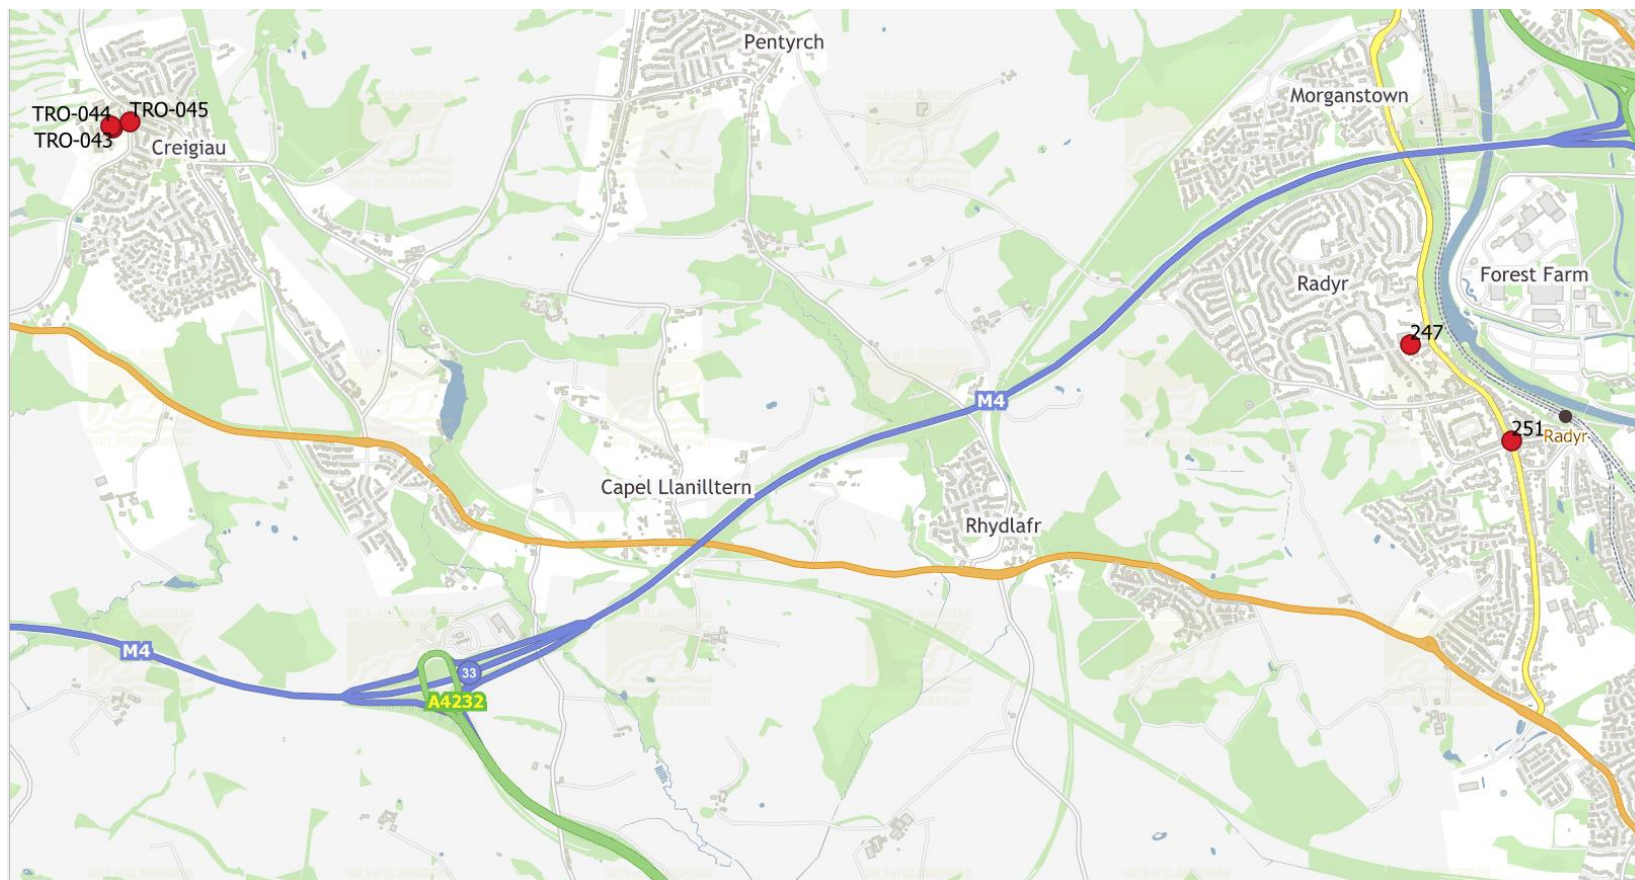 Pentyrch
Morganstown
TRO-044
TRO-045
TRO-043
Creigiau
Forest Farm
Radyr
247
M4
251
Radyr
Capel Llanilltern
Rhydlafr
M4
33
A4232